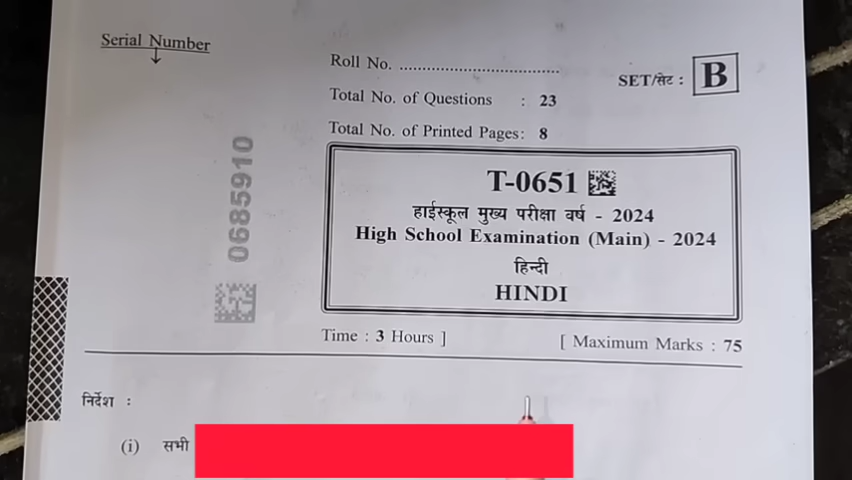 Serial Number
Roll No. ....................................
SET/सेट : B
Total No. of Questions : 23
Total No. of Printed Pages: 8
0685910
T-0651
हाईस्कूल मुख्य परीक्षा वर्ष - 2024
High School Examination (Main) - 2024
हिन्दी
HINDI
Time : 3 Hours ]
[ Maximum Marks : 75
निर्देश :
(i) सभी